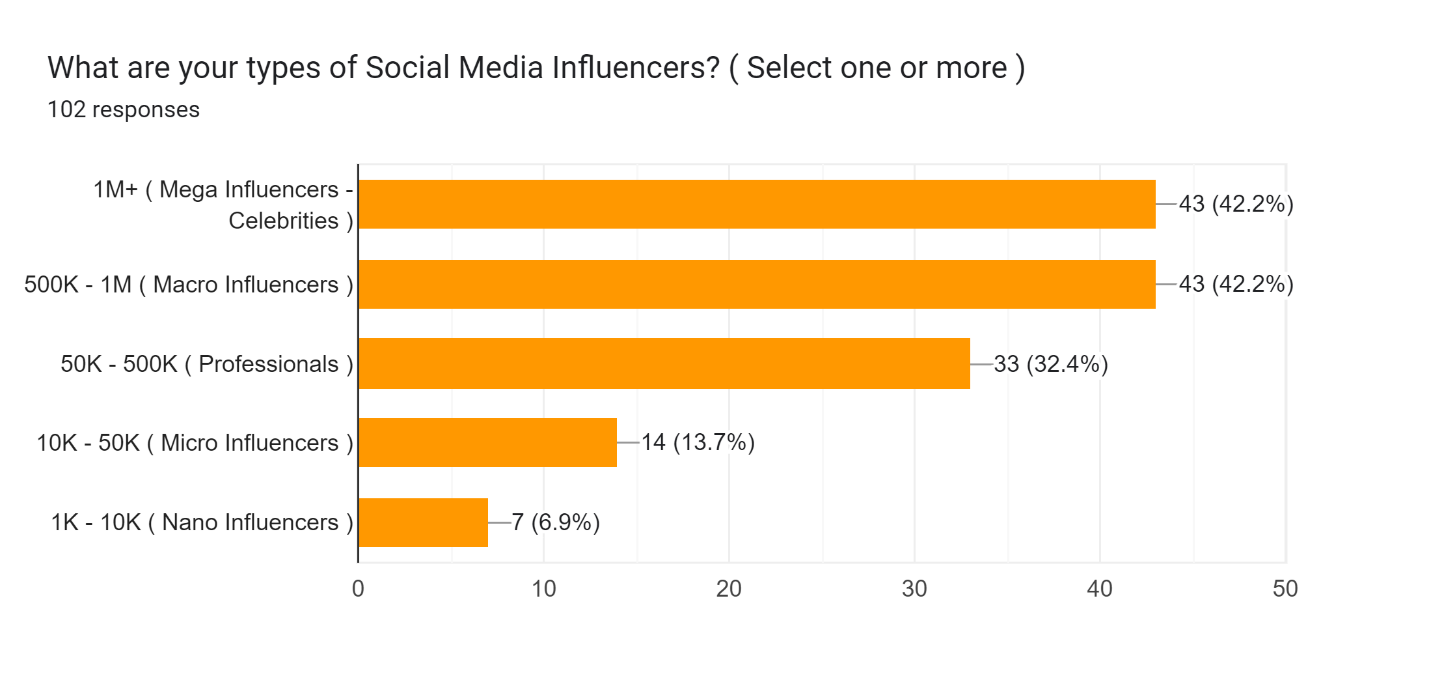 What are your types of Social Media Influencers? ( Select one or more )
102 responses
1M+ ( Mega Influencers -
Celebrities )
43 (42.2%)
500K - 1M ( Macro Influencers )
43 (42.2%)
50K - 500K ( Professionals )
33 (32.4%)
10K - 50K ( Micro Influencers )
14 (13.7%)
1K - 10K ( Nano Influencers )
7 (6.9%)
0 10 20 30 40 50